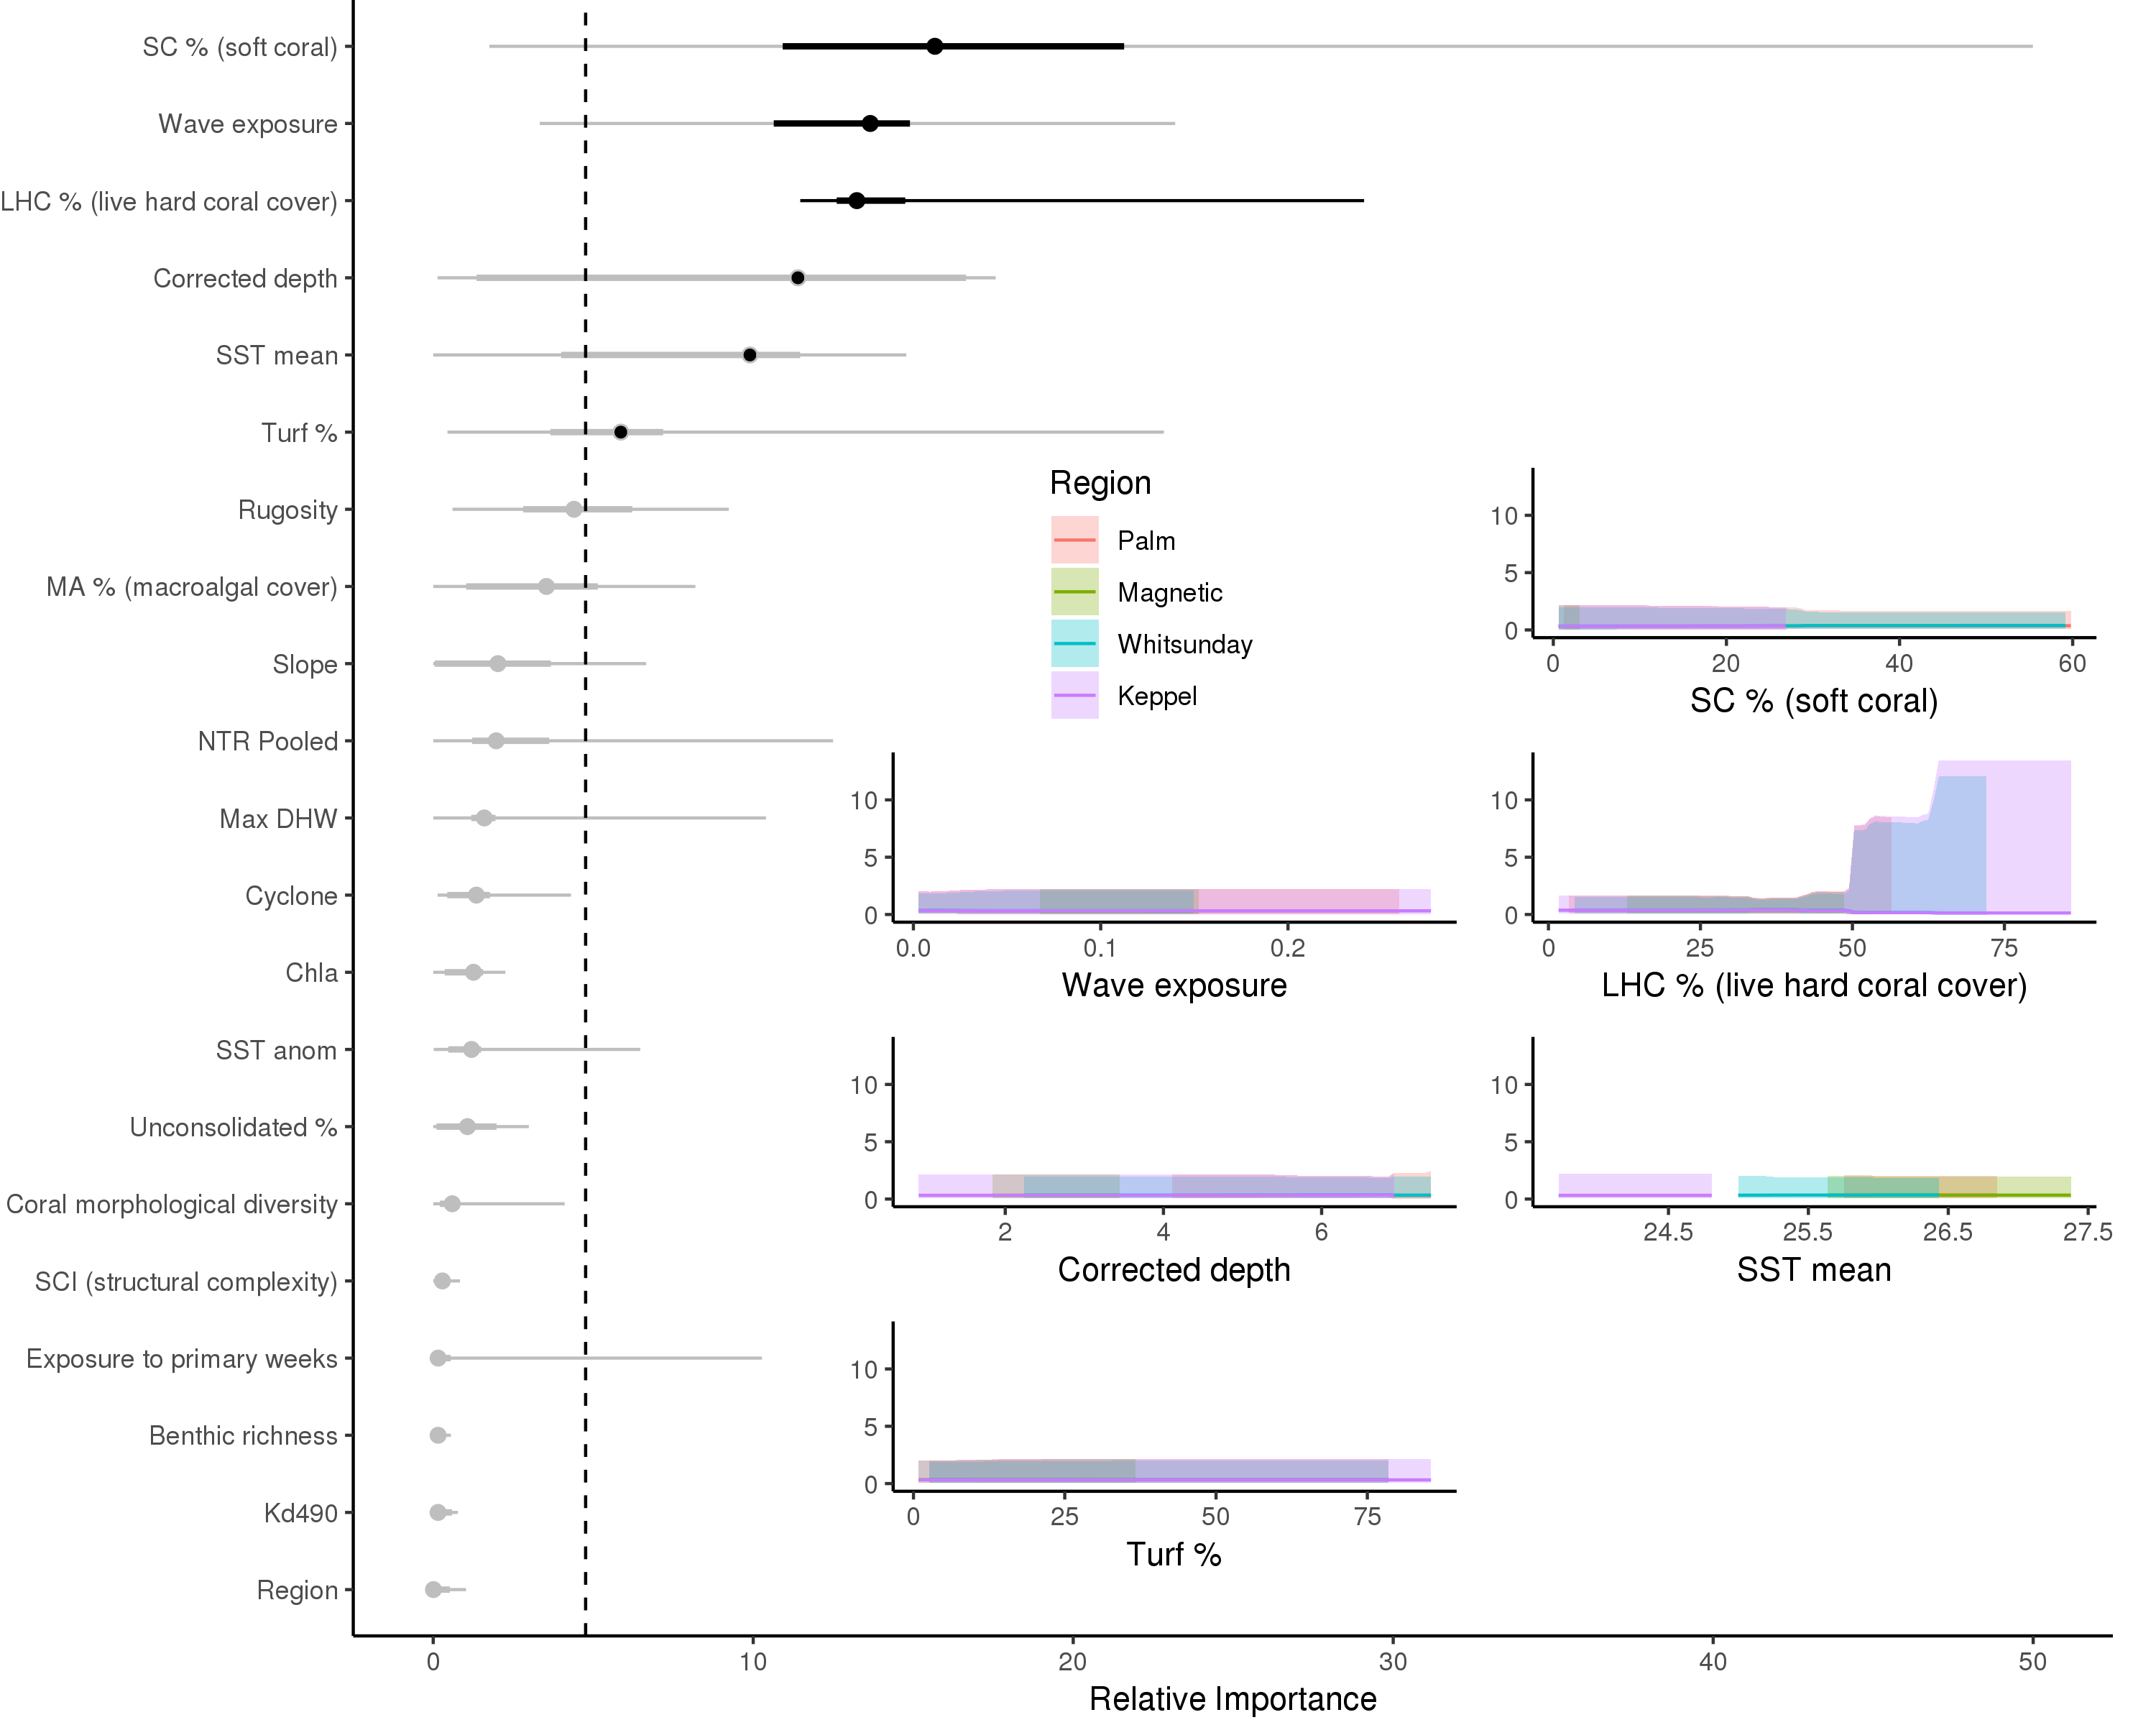 SC % (soft coral)
Wave exposure
LHC % (live hard coral cover)
Corrected depth
SST mean
Turf %
Rugosity
MA % (macroalgal cover)
Slope
NTR Pooled
Max DHW
Cyclone
Chla
SST anom
Unconsolidated %
Coral morphological diversity
SCI (structural complexity)
Exposure to primary weeks
Benthic richness
Kd490
Region
0 10 20 30 40 50
Relative Importance
Region
Palm
Magnetic
Whitsunday
Keppel
10
5
0
0 20 40 60
SC % (soft coral)
10
5
0
0.0 0.1 0.2
Wave exposure
10
5
0
0 25 50 75
LHC % (live hard coral cover)
10
5
0
2 4 6
Corrected depth
10
5
0
24.5 25.5 26.5 27.5
SST mean
10
5
0
0 25 50 75
Turf %